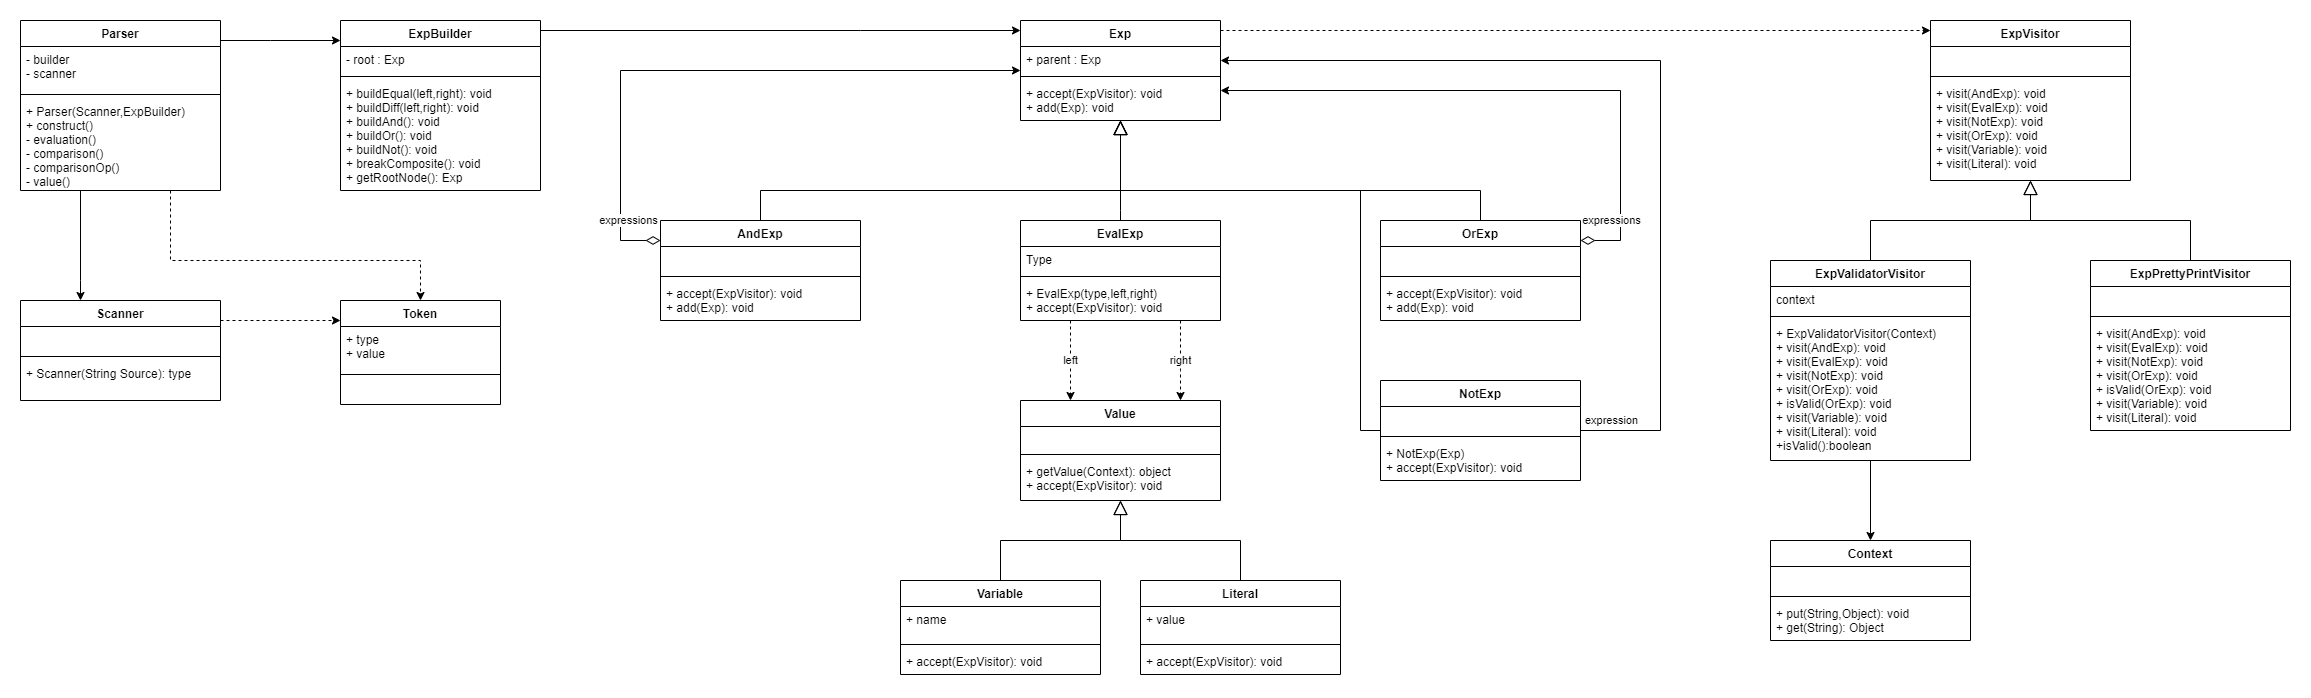 Parser
- builder
- scanner
+ Parser(Scanner,ExpBuilder)
+ construct()
- evaluation()
- comparison()
- comparisonOp()
- value()
ExpBuilder
- root : Exp
+ buildEqual(left,right): void
+ buildDiff(left,right): void
+ buildAnd(): void
+ buildOr(): void
+ buildNot(): void
+ breakComposite(): void
+ getRootNode(): Exp
Exp
+ parent : Exp
+ accept(ExpVisitor): void
+ add(Exp): void
ExpVisitor
+ visit(AndExp): void
+ visit(EvalExp): void
+ visit(NotExp): void
+ visit(OrExp): void
+ visit(Variable): void
+ visit(Literal): void
expressions
AndExp
+ accept(ExpVisitor): void
+ add(Exp): void
EvalExp
Type
+ EvalExp(type,left,right)
+ accept(ExpVisitor): void
OrExp
+ accept(ExpVisitor): void
+ add(Exp): void
expressions
ExpValidatorVisitor
context
+ ExpValidatorVisitor(Context)
+ visit(AndExp): void
+ visit(EvalExp): void
+ visit(NotExp): void
+ visit(OrExp): void
+ isValid(OrExp): void
+ visit(Variable): void
+ visit(Literal): void
+isValid():boolean
ExpPrettyPrintVisitor
+ visit(AndExp): void
+ visit(EvalExp): void
+ visit(NotExp): void
+ visit(OrExp): void
+ isValid(OrExp): void
+ visit(Variable): void
+ visit(Literal): void
Scanner
+ Scanner(String Source): type
Token
+ type
+ value
left
right
NotExp
+ NotExp(Exp)
+ accept(ExpVisitor): void
expression
Value
+ getValue(Context): object
+ accept(ExpVisitor): void
Variable
+ name
+ accept(ExpVisitor): void
Literal
+ value
+ accept(ExpVisitor): void
Context
+ put(String,Object): void
+ get(String): Object